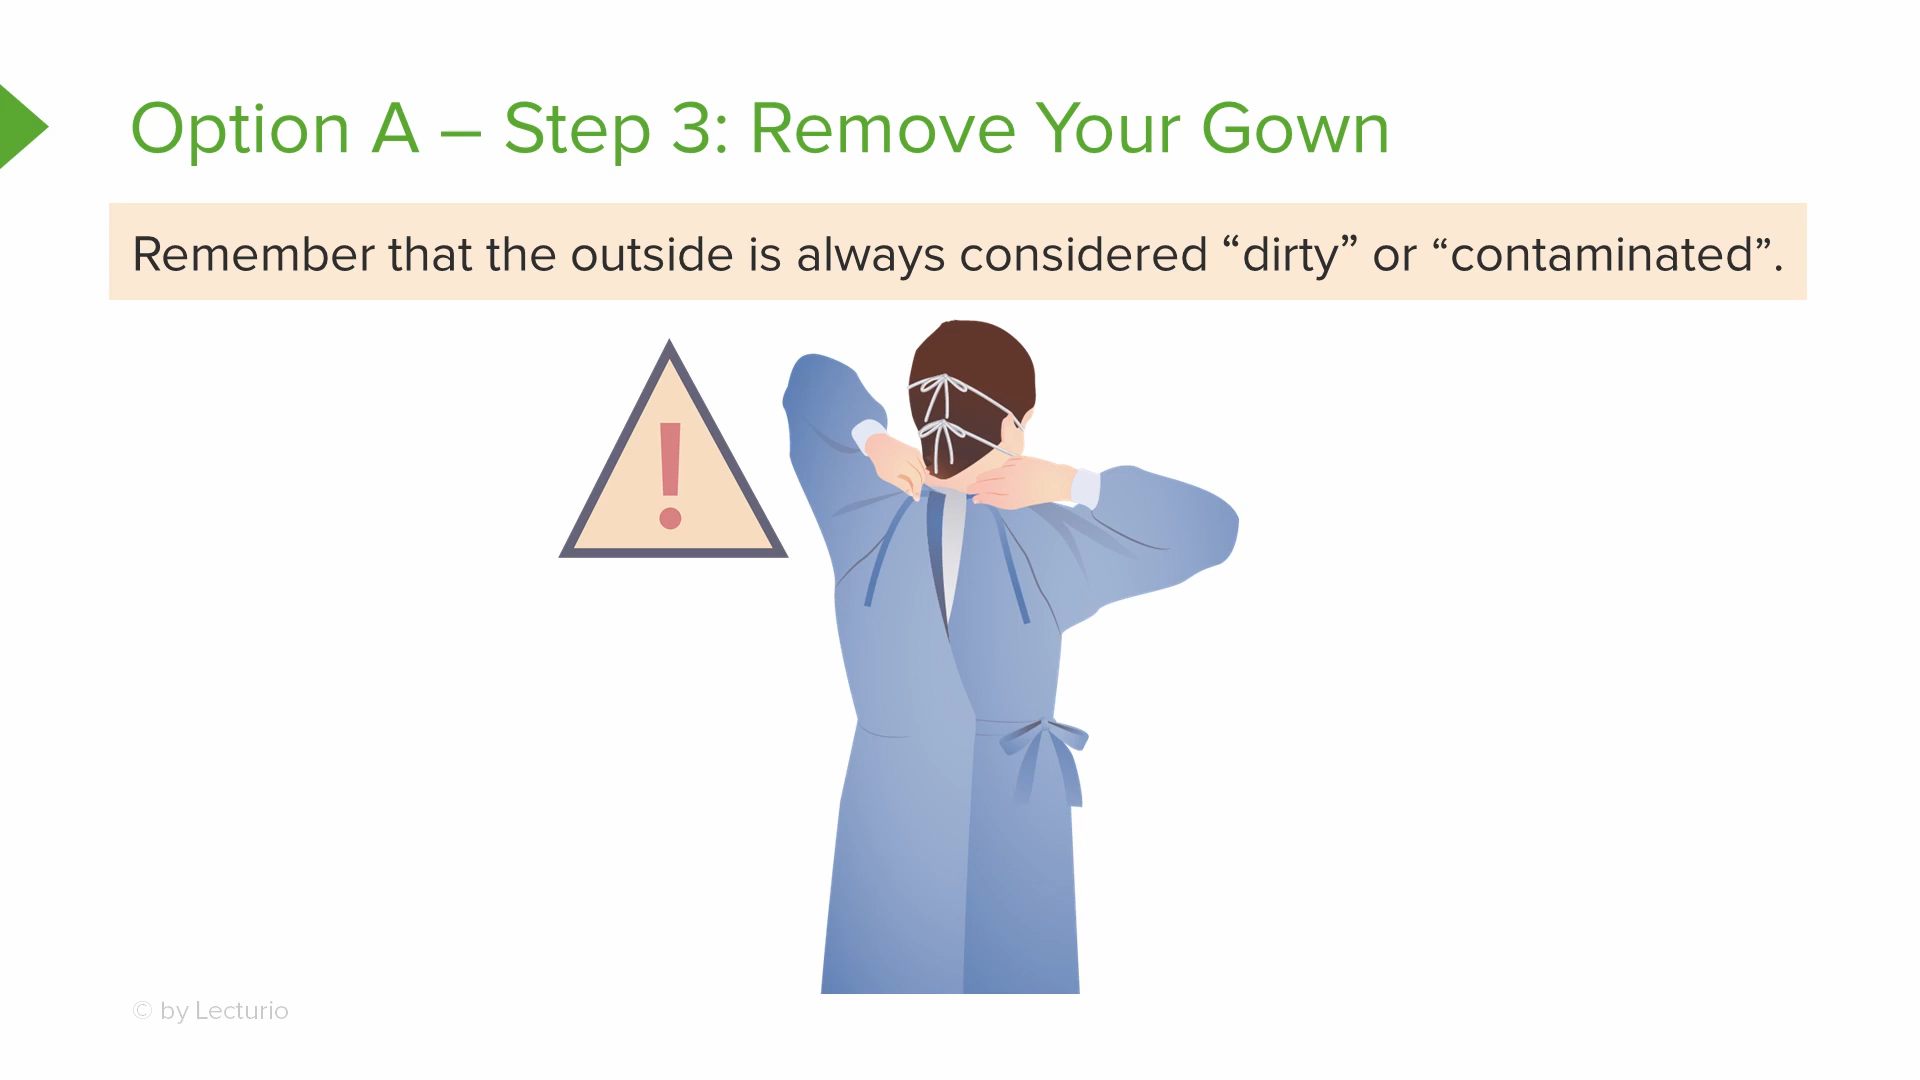 Option A – Step 3: Remove Your Gown
Remember that the outside is always considered “dirty” or “contaminated”.
© by Lecturio